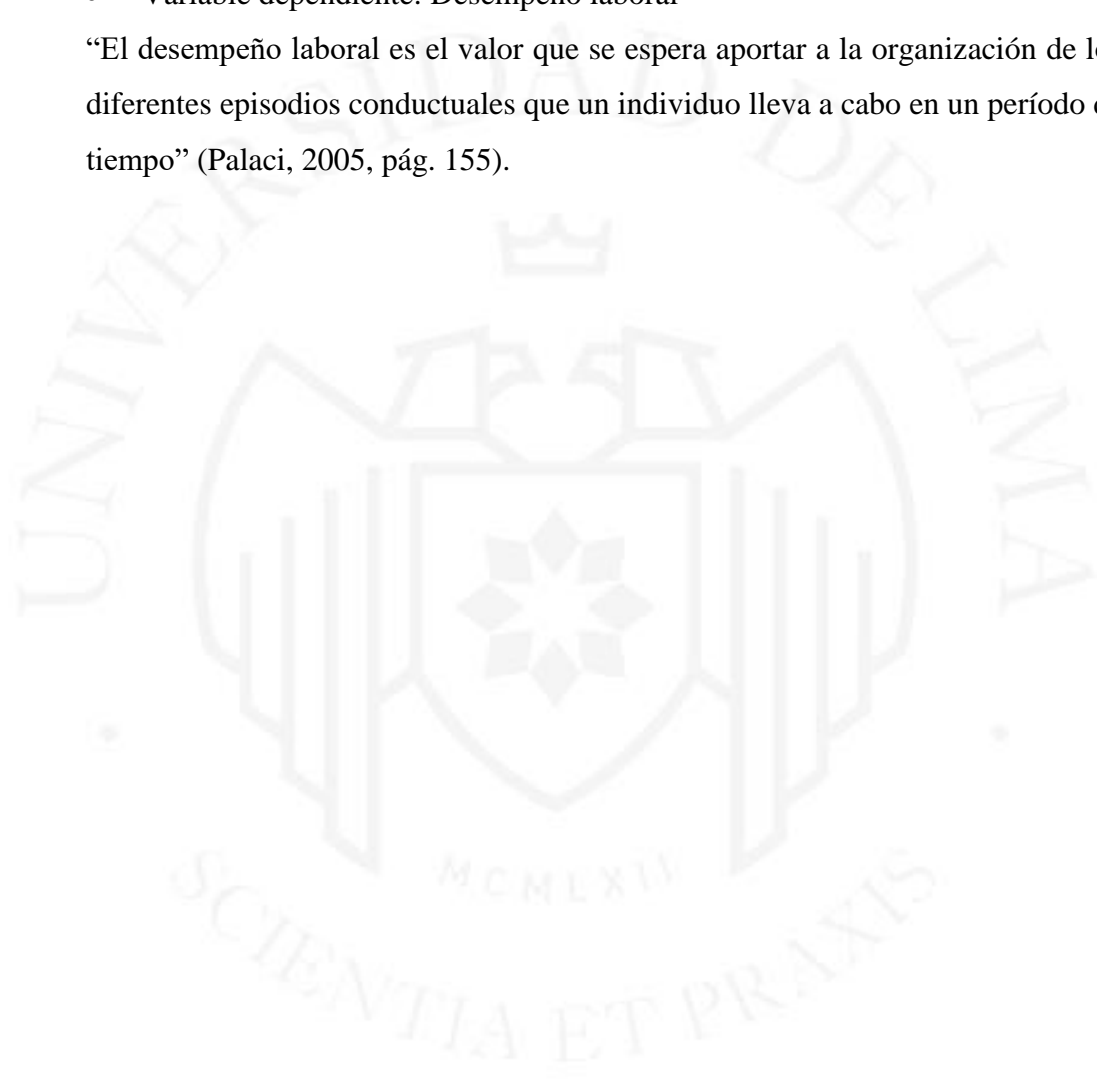 Variable dependiente: Desempeño laboral
“El desempeño laboral es el valor que se espera aportar a la organización de
diferentes episodios conductuales que un individuo lleva a cabo en un período
tiempo” (Palaci, 2005, pág. 155).
UNIVERSIDAD DE LIMA
MCMLXII
SCIENTIA ET PRAXIS